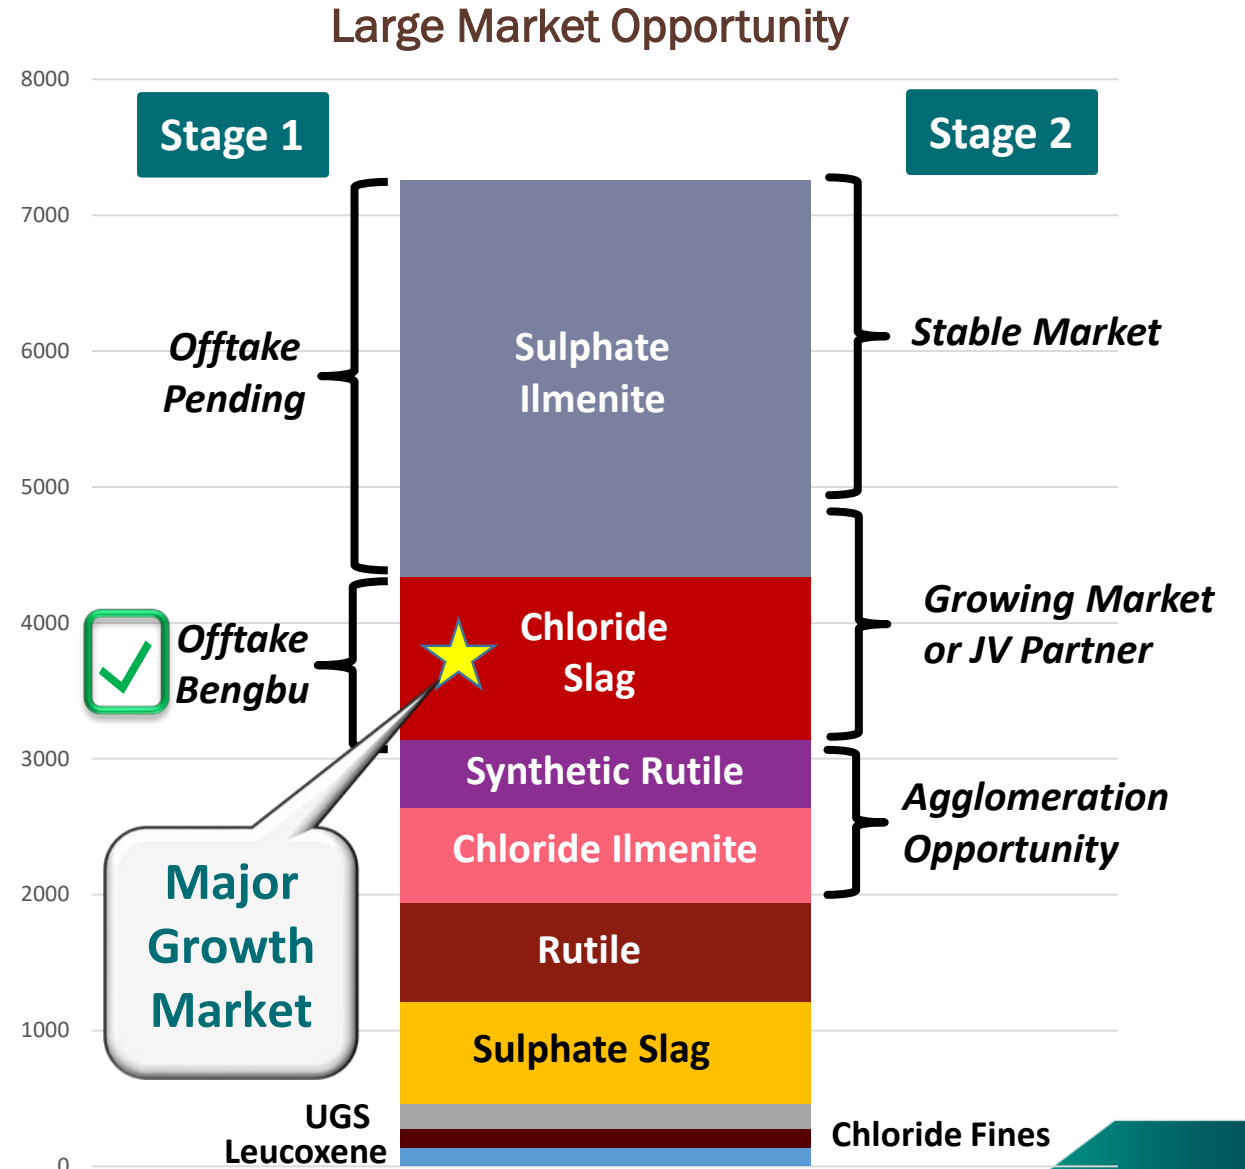 Large Market Opportunity
8000
7000
6000
5000
4000
3000
2000
1000
0
Stage 1
Stage 2
Offtake
Pending
Offtake
Bengbu
Major
Growth
Market
Sulphate
Ilmenite
Chloride
Slag
Synthetic Rutile
Chloride Ilmenite
Rutile
Sulphate Slag
UGS
Leucoxene
Chloride Fines
Stable Market
Growing Market
or JV Partner
Agglomeration
Opportunity